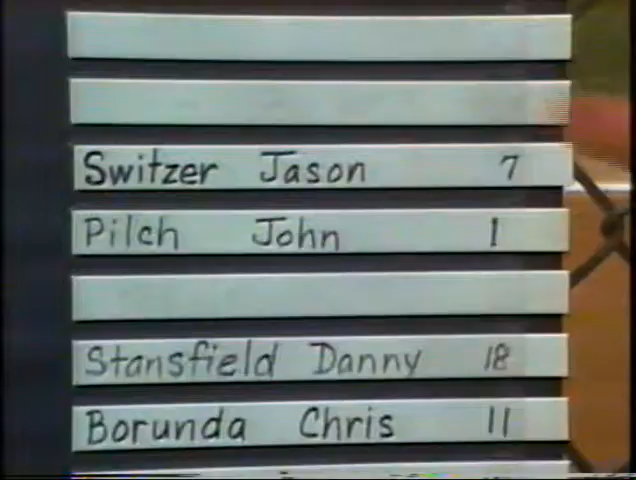 Switzer Jason 7
Pilch John 1
Stansfield Danny 18
Borunda Chris 11